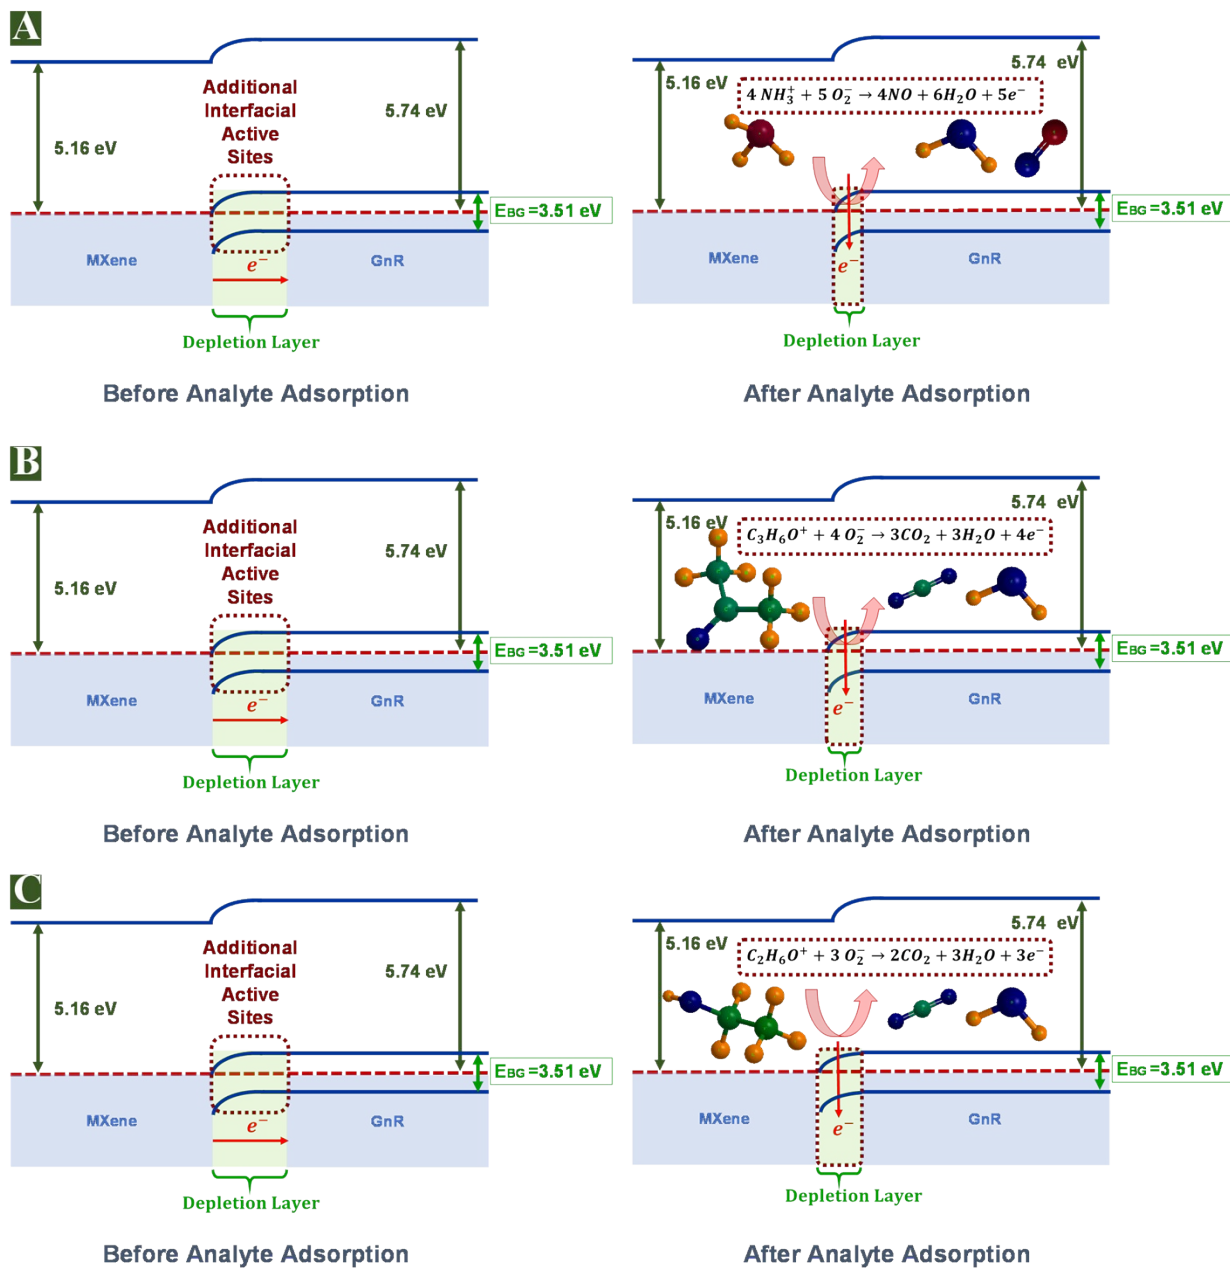 A
5.16 eV
Additional
Interfacial
Active
Sites
5.74 eV
E_BG =3.51 eV
MXene
e⁻
GnR
Depletion Layer
Before Analyte Adsorption
5.16 eV
5.74 eV
4 NH₃⁺ + 5 O₂⁻ → 4NO + 6H₂O + 5e⁻
E_BG =3.51 eV
MXene
e⁻
GnR
Depletion Layer
After Analyte Adsorption
B
5.16 eV
Additional
Interfacial
Active
Sites
5.74 eV
E_BG =3.51 eV
MXene
e⁻
GnR
Depletion Layer
Before Analyte Adsorption
5.16 eV
5.74 eV
C₃H₆O⁺ + 4 O₂⁻ → 3CO₂ + 3H₂O + 4e⁻
E_BG =3.51 eV
MXene
e⁻
GnR
Depletion Layer
After Analyte Adsorption
C
5.16 eV
Additional
Interfacial
Active
Sites
5.74 eV
E_BG =3.51 eV
MXene
e⁻
GnR
Depletion Layer
Before Analyte Adsorption
5.16 eV
5.74 eV
C₂H₆O⁺ + 3 O₂⁻ → 2CO₂ + 3H₂O + 3e⁻
E_BG =3.51 eV
MXene
e⁻
GnR
Depletion Layer
After Analyte Adsorption